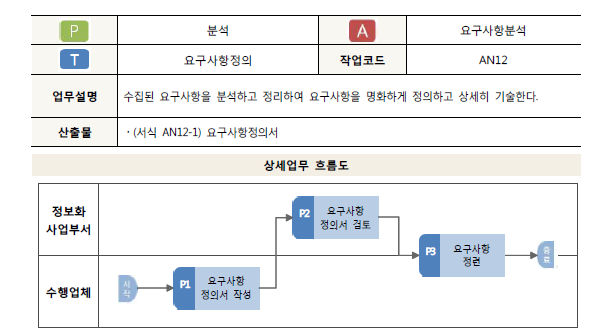 P 분석 A 요구사항분석
T 요구사항정의 작업코드 AN12
업무설명 수집된 요구사항을 분석하고 정리하여 요구사항을 명확하게 정의하고 상세히 기술한다.
산출물 · (서식 AN12-1) 요구사항정의서
상세업무 흐름도
정보화
사업부서
P2 요구사항
정의서 검토
P3 요구사항
정련
종료
수행업체
시작
P1 요구사항
정의서 작성